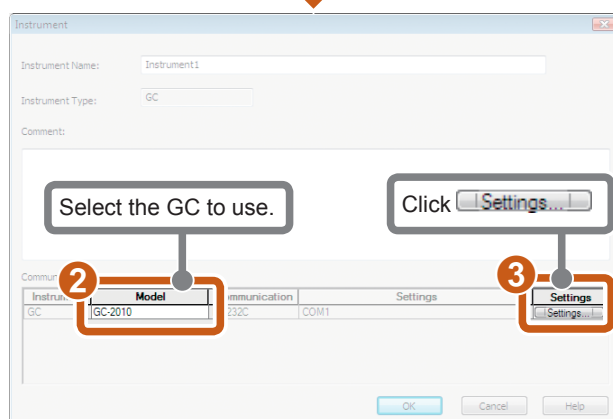 Instrument
Instrument Name: Instrument1
Instrument Type: GC
Comment:
Select the GC to use.
Click Settings...
2
3
Model Communication Settings Settings
GC GC-2010 COM1 Settings...
OK Cancel Help